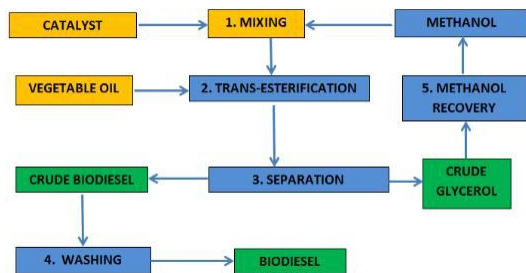 CATALYST
1. MIXING
METHANOL
VEGETABLE OIL
2. TRANS-ESTERIFICATION
5. METHANOL
RECOVERY
CRUDE BIODIESEL
3. SEPARATION
CRUDE
GLYCEROL
4. WASHING
BIODIESEL